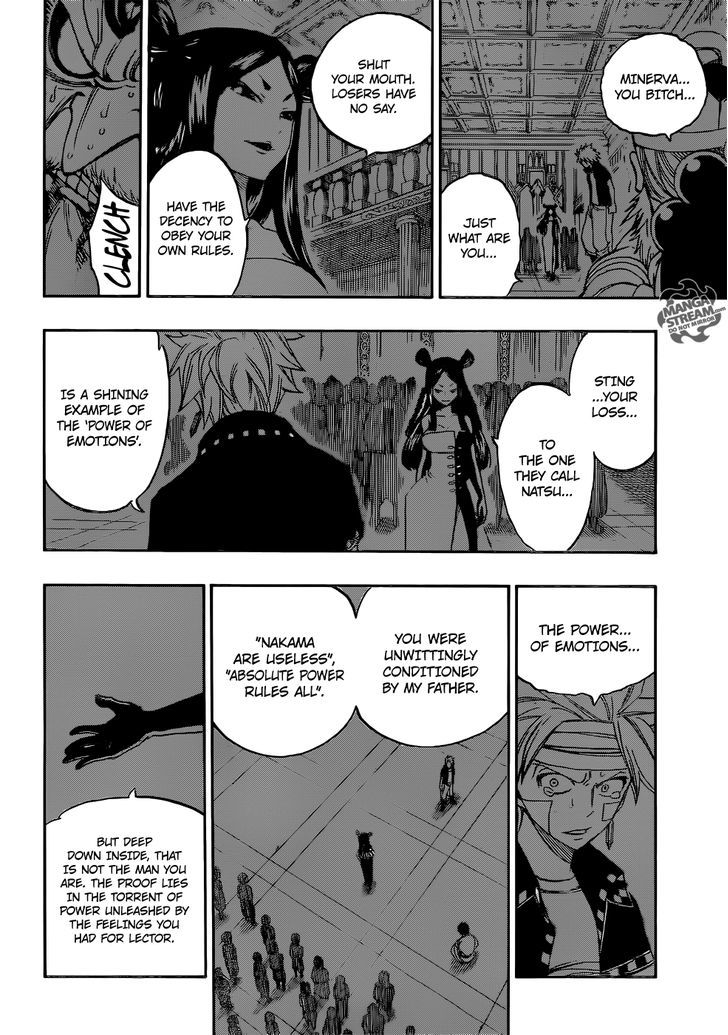 MINERVA...
YOU BITCH...
JUST
WHAT ARE
YOU...
SHUT
YOUR MOUTH.
LOSERS HAVE
NO SAY.
HAVE THE
DECENCY TO
OBEY YOUR
OWN RULES.
CLENCH
MANGA
STREAM.com
DO NOT MIRROR
STING
...YOUR
LOSS...
TO
THE ONE
THEY CALL
NATSU...
IS A SHINING
EXAMPLE OF
THE 'POWER OF
EMOTIONS'.
THE POWER...
OF EMOTIONS...
YOU WERE
UNWITTINGLY
CONDITIONED
BY MY FATHER.
"NAKAMA
ARE USELESS",
"ABSOLUTE POWER
RULES ALL".
BUT DEEP
DOWN INSIDE, THAT
IS NOT THE MAN YOU
ARE. THE PROOF LIES
IN THE TORRENT OF
POWER UNLEASHED BY
THE FEELINGS YOU
HAD FOR LECTOR.